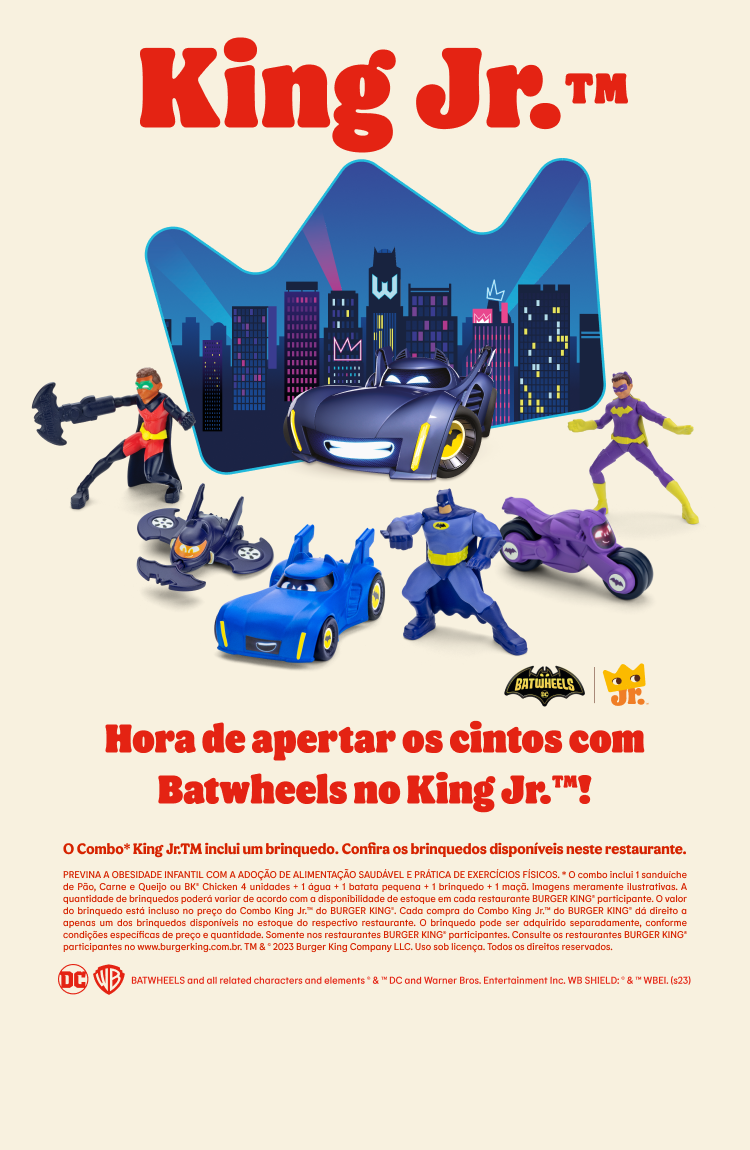 King Jr.™
W
BATWHEELS
DC
Jr.™
Hora de apertar os cintos com
Batwheels no King Jr.™!
O Combo* King Jr.TM inclui um brinquedo. Confira os brinquedos disponíveis neste restaurante.
PREVINA A OBESIDADE INFANTIL COM A ADOÇÃO DE ALIMENTAÇÃO SAUDÁVEL E PRÁTICA DE EXERCÍCIOS FÍSICOS. * O combo inclui 1 sanduíche
de Pão, Carne e Queijo ou BK® Chicken 4 unidades + 1 água + 1 batata pequena + 1 brinquedo + 1 maçã. Imagens meramente ilustrativas. A
quantidade de brinquedos poderá variar de acordo com a disponibilidade de estoque em cada restaurante BURGER KING® participante. O valor
do brinquedo está incluso no preço do Combo King Jr.™ do BURGER KING®. Cada compra do Combo King Jr.™ do BURGER KING® dá direito a
apenas um dos brinquedos disponíveis no estoque do respectivo restaurante. O brinquedo pode ser adquirido separadamente, conforme
condições específicas de preço e quantidade. Somente nos restaurantes BURGER KING® participantes. Consulte os restaurantes BURGER KING®
participantes no www.burgerking.com.br. TM & ® 2023 Burger King Company LLC. Uso sob licença. Todos os direitos reservados.
DC WB BATWHEELS and all related characters and elements © & ™ DC and Warner Bros. Entertainment Inc. WB SHIELD: © & ™ WBEI. (s23)